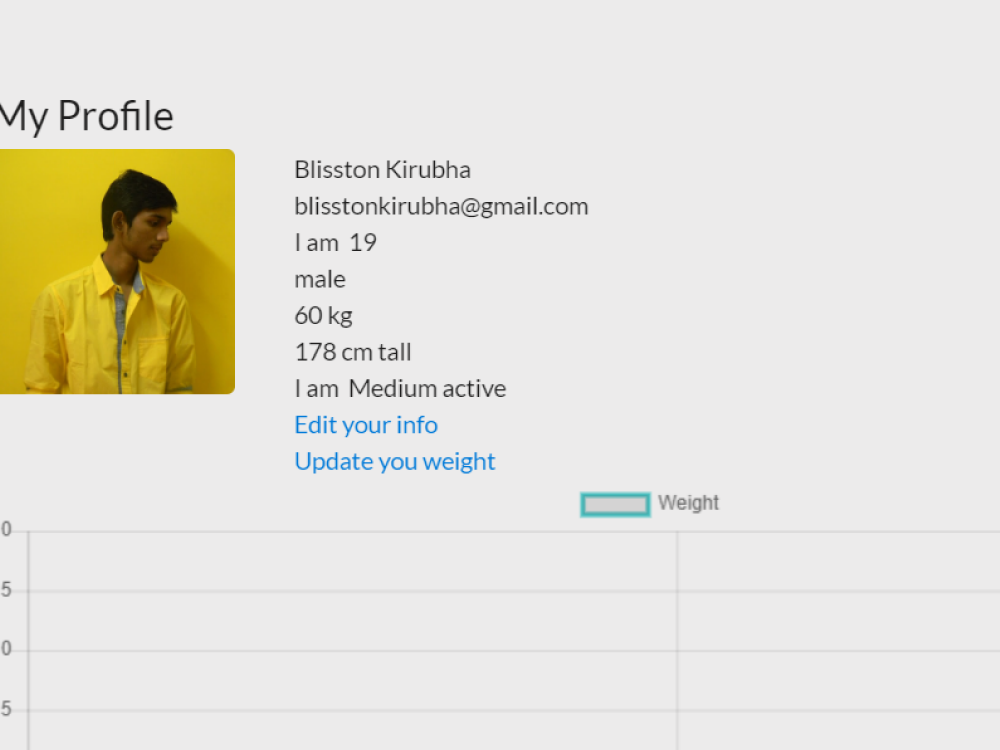 My Profile
Blisston Kirubha
blisstonkirubha@gmail.com
I am 19
male
60 kg
178 cm tall
I am Medium active
Edit your info
Update you weight
Weight
0
5
0
5